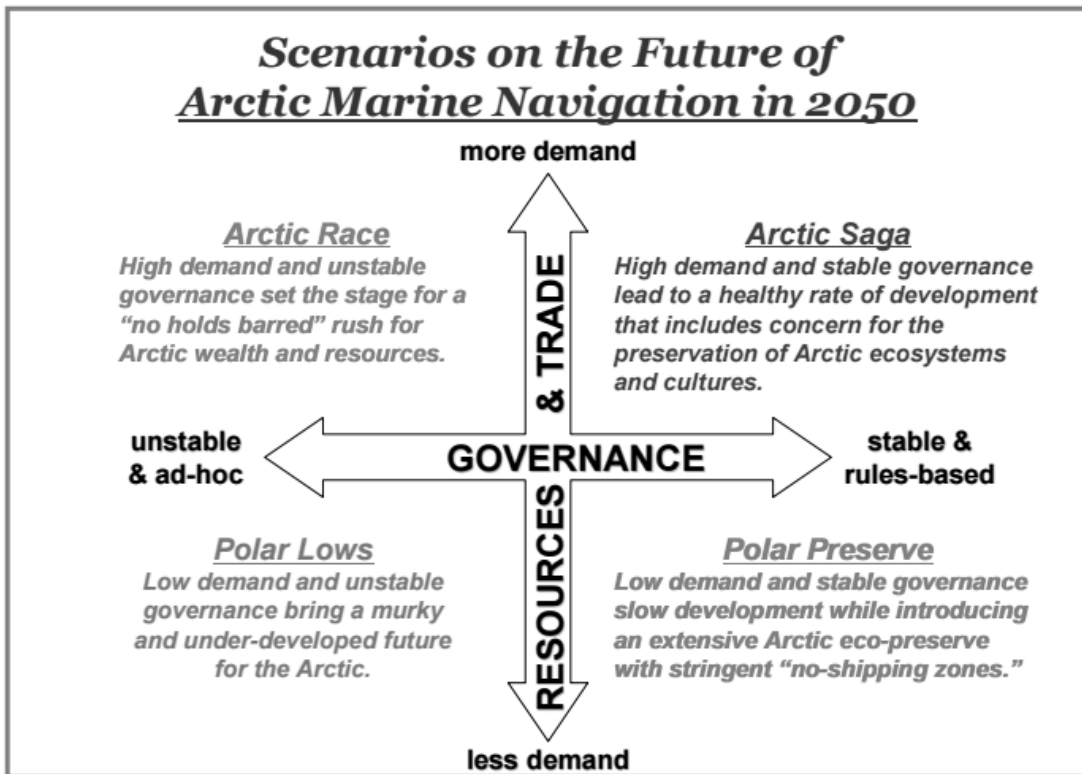 Scenarios on the Future of
Arctic Marine Navigation in 2050
more demand
Arctic Race
High demand and unstable
governance set the stage for a
“no holds barred” rush for
Arctic wealth and resources.
Arctic Saga
High demand and stable governance
lead to a healthy rate of development
that includes concern for the
preservation of Arctic ecosystems
and cultures.
unstable
& ad-hoc
GOVERNANCE
RESOURCES & TRADE
stable &
rules-based
Polar Lows
Low demand and unstable
governance bring a murky
and under-developed future
for the Arctic.
Polar Preserve
Low demand and stable governance
slow development while introducing
an extensive Arctic eco-preserve
with stringent “no-shipping zones.”
less demand